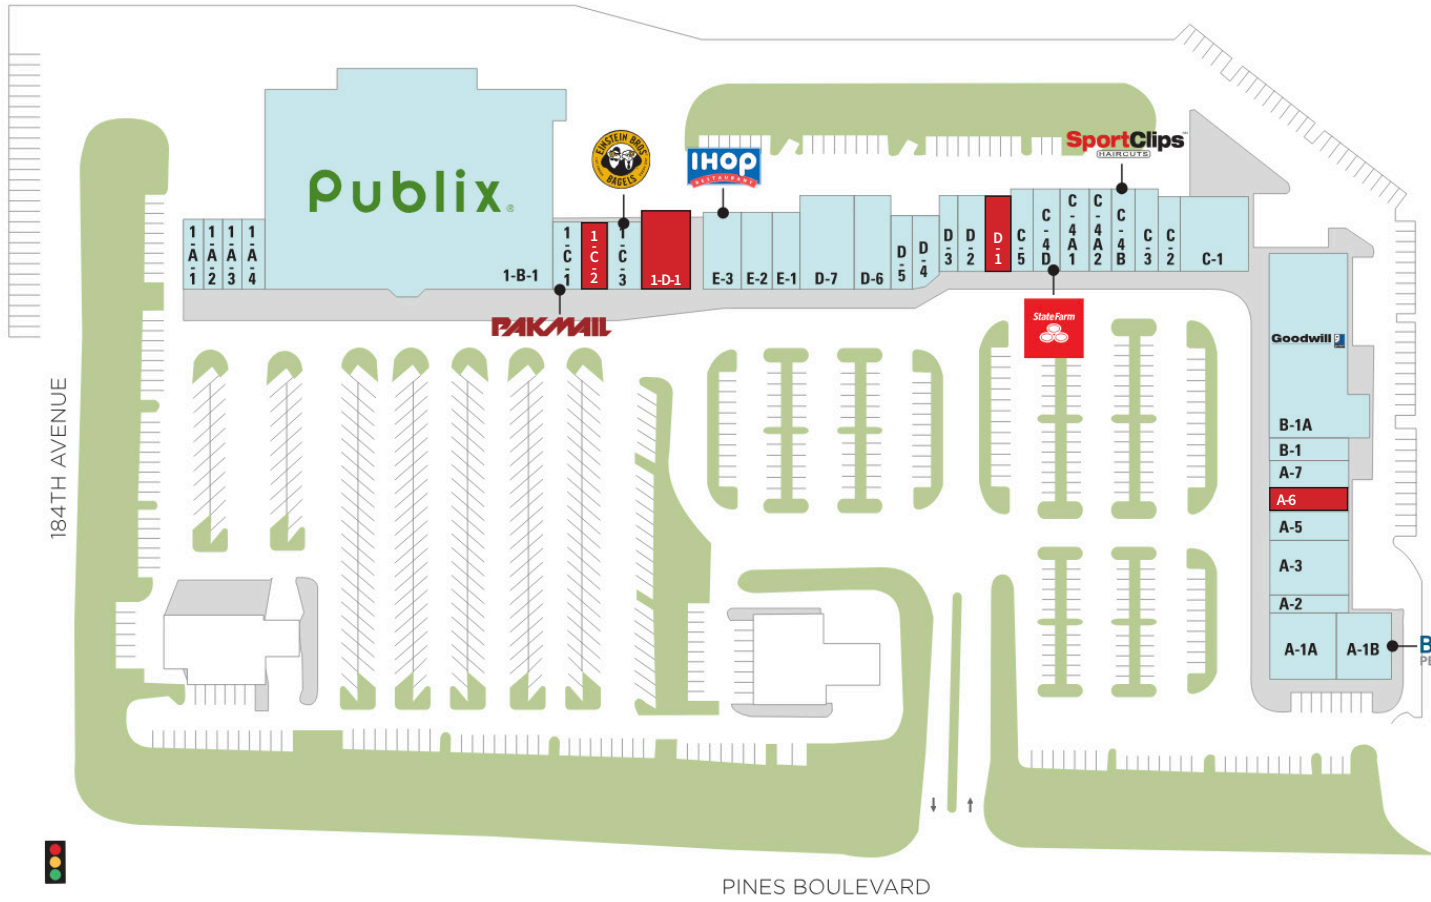 SportClips
HAIRCUTS
EINSTEIN BROS
BAGELS
IHOP
RESTAURANT
Publix
1-A-1
1-A-2
1-A-3
1-A-4
1-B-1
1-C-1
1-C-2
1-C-3
1-D-1
E-3
E-2
E-1
D-7
D-6
D-5
D-4
D-3
D-2
D-1
C-5
C-4D
C-4A1
C-4A2
C-4B
C-3
C-2
C-1
PAKMAIL
StateFarm
Goodwill
B-1A
B-1
A-7
A-6
A-5
A-3
A-2
A-1A
A-1B
B
PE
184TH AVENUE
PINES BOULEVARD